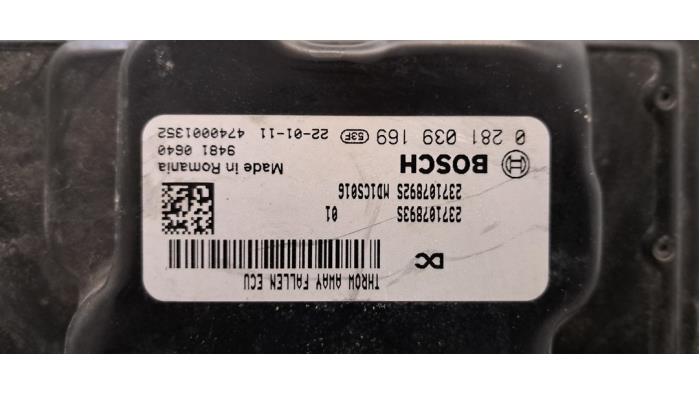 THROW AWAY FALLEN ECU
DC
237107893S 01
237107892S MD1CS016
BOSCH Made in Romania
9481 0640
0 281 039 169 53F 22-01-11 4740001352